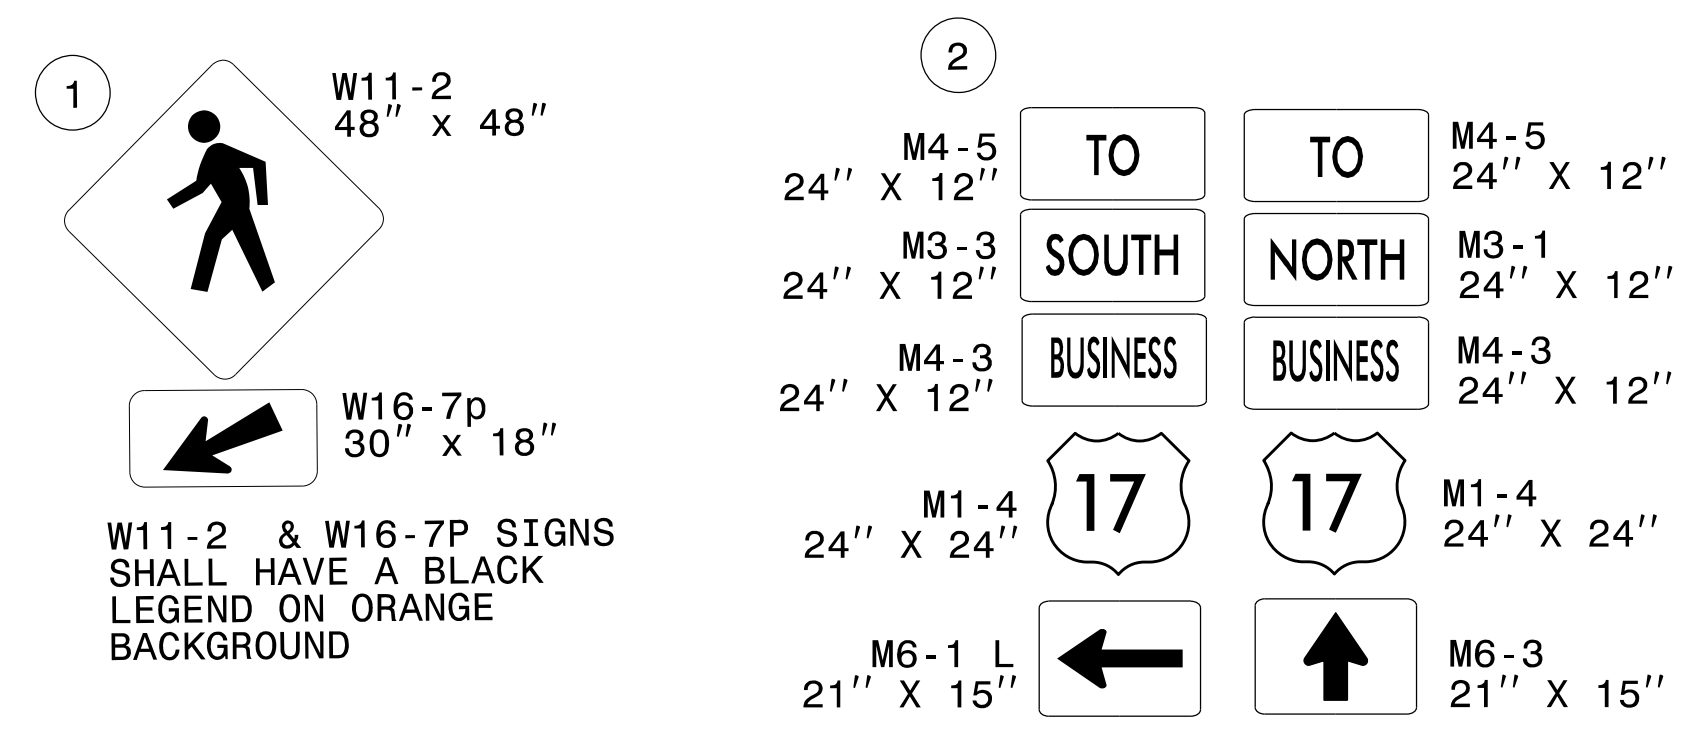 1
W11-2
48" x 48"
W16-7p
30" x 18"
W11-2 & W16-7P SIGNS
SHALL HAVE A BLACK
LEGEND ON ORANGE
BACKGROUND
2
M4-5
24" X 12"
TO
TO
M4-5
24" X 12"
M3-3
24" X 12"
SOUTH
NORTH
M3-1
24" X 12"
M4-3
24" X 12"
BUSINESS
BUSINESS
M4-3
24" X 12"
M1-4
24" X 24"
17
17
M1-4
24" X 24"
M6-1 L
21" X 15"
M6-3
21" X 15"